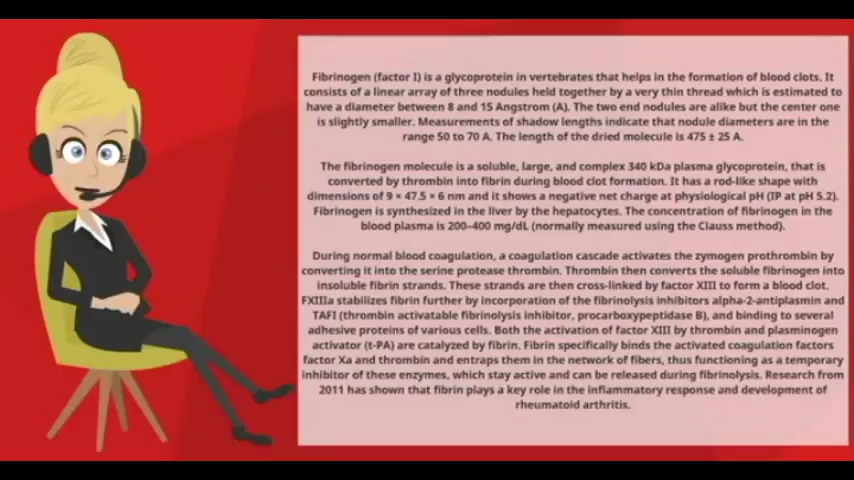 Fibrinogen (factor I) is a glycoprotein in vertebrates that helps in the formation of blood clots. It
consists of a linear array of three nodules held together by a very thin thread which is estimated to
have a diameter between 8 and 15 Angstrom (A). The two end nodules are alike but the center one
is slightly smaller. Measurements of shadow lengths indicate that nodule diameters are in the
range 50 to 70 A. The length of the dried molecule is 475 ± 25 A.
The fibrinogen molecule is a soluble, large, and complex 340 kDa plasma glycoprotein, that is
converted by thrombin into fibrin during blood clot formation. It has a rod-like shape with
dimensions of 9 × 47.5 × 6 nm and it shows a negative net charge at physiological pH (IP at pH 5.2).
Fibrinogen is synthesized in the liver by the hepatocytes. The concentration of fibrinogen in the
blood plasma is 200–400 mg/dL (normally measured using the Clauss method).
During normal blood coagulation, a coagulation cascade activates the zymogen prothrombin by
converting it into the serine protease thrombin. Thrombin then converts the soluble fibrinogen into
insoluble fibrin strands. These strands are then cross-linked by factor XIII to form a blood clot.
FXIIIa stabilizes fibrin further by incorporation of the fibrinolysis inhibitors alpha-2-antiplasmin and
TAFI (thrombin activatable fibrinolysis inhibitor, procarboxypeptidase B), and binding to several
adhesive proteins of various cells. Both the activation of factor XIII by thrombin and plasminogen
activator (t-PA) are catalyzed by fibrin. Fibrin specifically binds the activated coagulation factors
factor Xa and thrombin and entraps them in the network of fibers, thus functioning as a temporary
inhibitor of these enzymes, which stay active and can be released during fibrinolysis. Research from
2011 has shown that fibrin plays a key role in the inflammatory response and development of
rheumatoid arthritis.